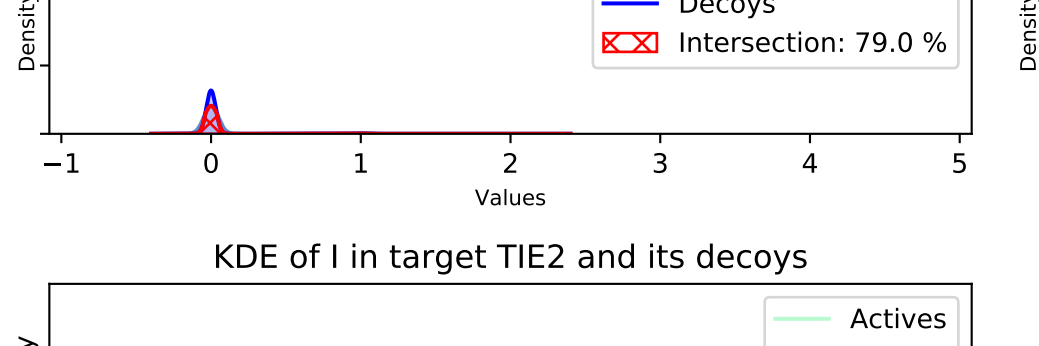 Density
Decoys
Intersection: 79.0 %
Density
−1 0 1 2 3 4 5
Values
KDE of I in target TIE2 and its decoys
Actives